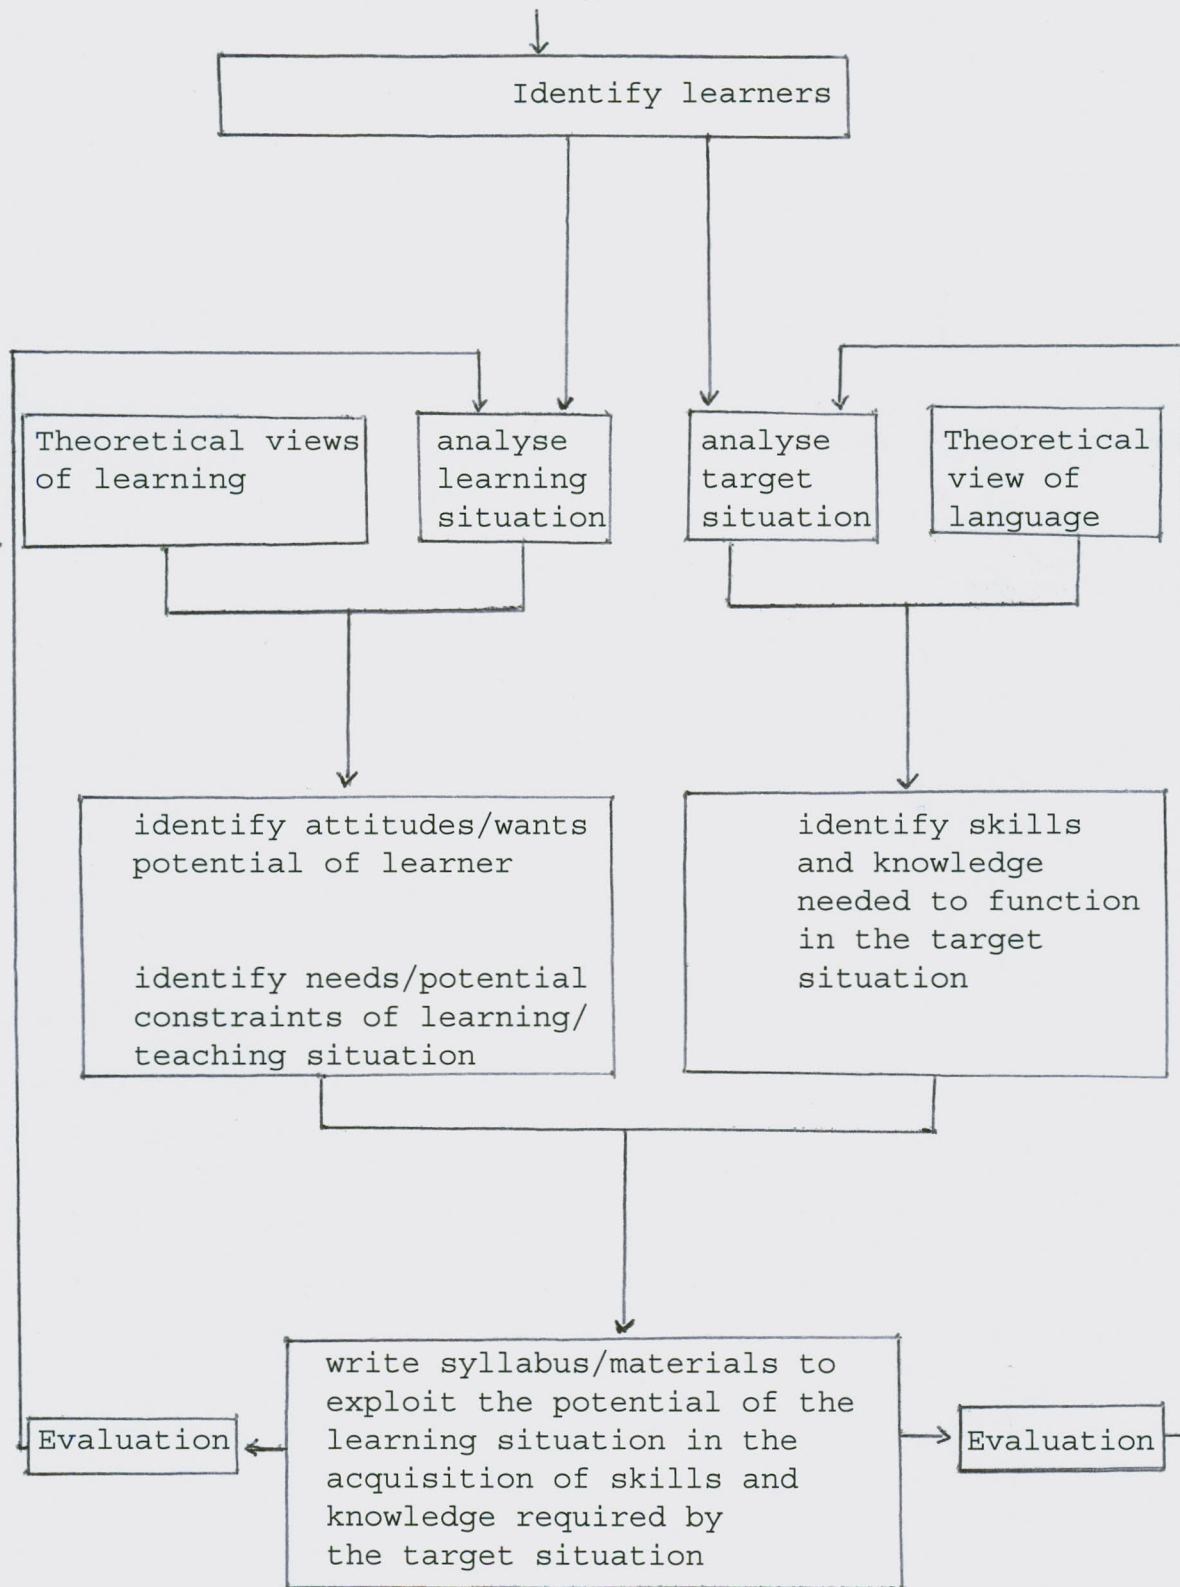 Identify learners
Theoretical views
of learning
analyse
learning
situation
analyse
target
situation
Theoretical
view of
language
identify attitudes/wants
potential of learner
identify needs/potential
constraints of learning/
teaching situation
identify skills
and knowledge
needed to function
in the target
situation
Evaluation
write syllabus/materials to
exploit the potential of the
learning situation in the
acquisition of skills and
knowledge required by
the target situation
Evaluation